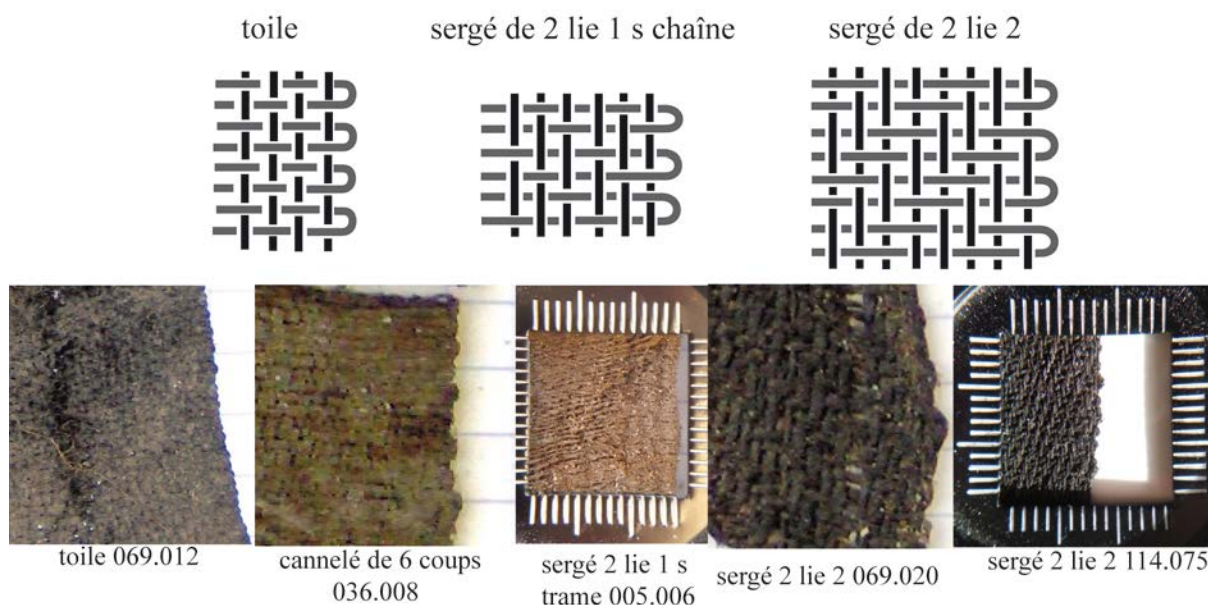 toile
sergé de 2 lie 1 s chaîne
sergé de 2 lie 2
toile 069.012
cannelé de 6 coups
036.008
sergé 2 lie 1 s
trame 005.006
sergé 2 lie 2 069.020
sergé 2 lie 2 114.075